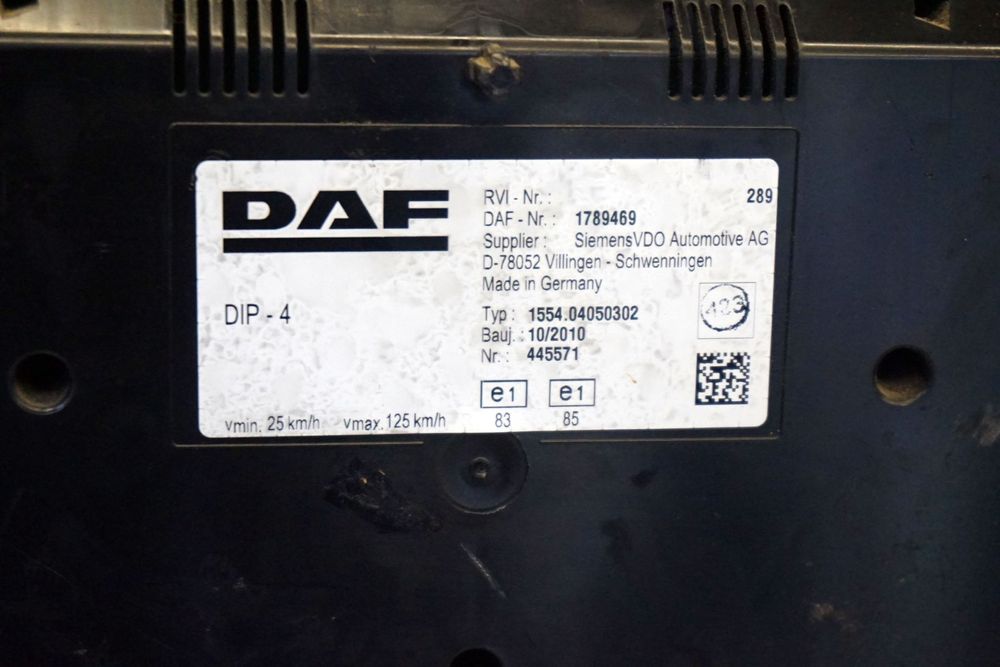 DAF
DIP - 4
vmin. 25 km/h vmax. 125 km/h
RVI - Nr. : 289
DAF - Nr. : 1789469
Supplier : SiemensVDO Automotive AG
D-78052 Villingen - Schwenningen
Made in Germany
Typ : 1554.04050302
Bauj. : 10/2010
Nr. : 445571
423
e1 e1
83 85